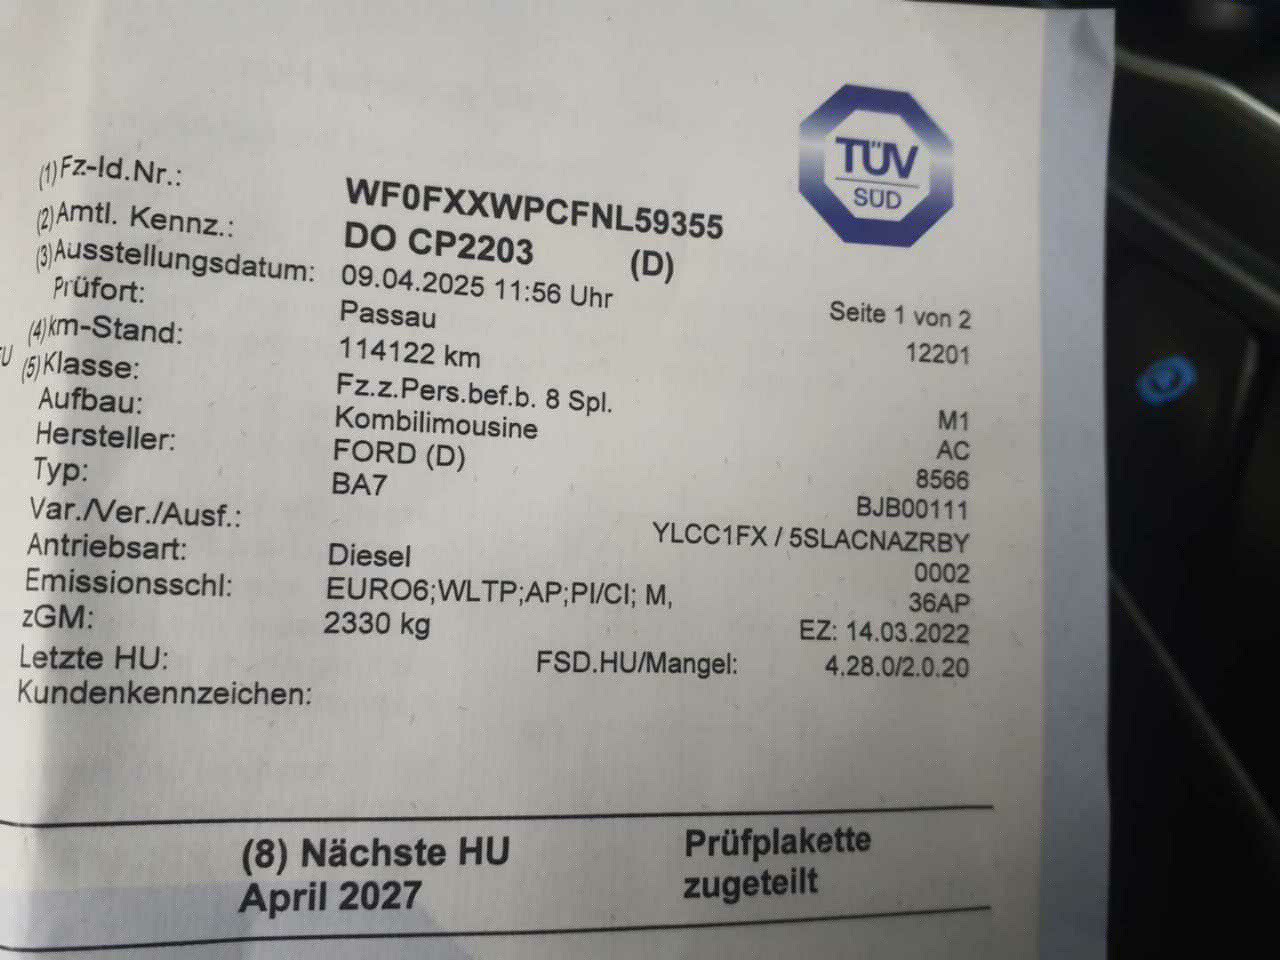 TÜV
SÜD
(1)Fz-Id.Nr.: WF0FXXWPCFNL59355
(2)Amtl. Kennz.: DO CP2203 (D)
(3)Ausstellungsdatum: 09.04.2025 11:56 Uhr Seite 1 von 2
Prüfort: Passau 12201
(4)km-Stand: 114122 km
(5)Klasse: Fz.z.Pers.bef.b. 8 Spl. M1
Aufbau: Kombilimousine AC
Hersteller: FORD (D) 8566
Typ: BA7 BJB00111
Var./Ver./Ausf.: YLCC1FX / 5SLACNAZRBY
Antriebsart: Diesel 0002
Emissionsschl: EURO6;WLTP;AP;PI/CI; M, 36AP
zGM: 2330 kg EZ: 14.03.2022
Letzte HU: FSD.HU/Mangel: 4.28.0/2.0.20
Kundenkennzeichen:
(8) Nächste HU Prüfplakette
April 2027 zugeteilt